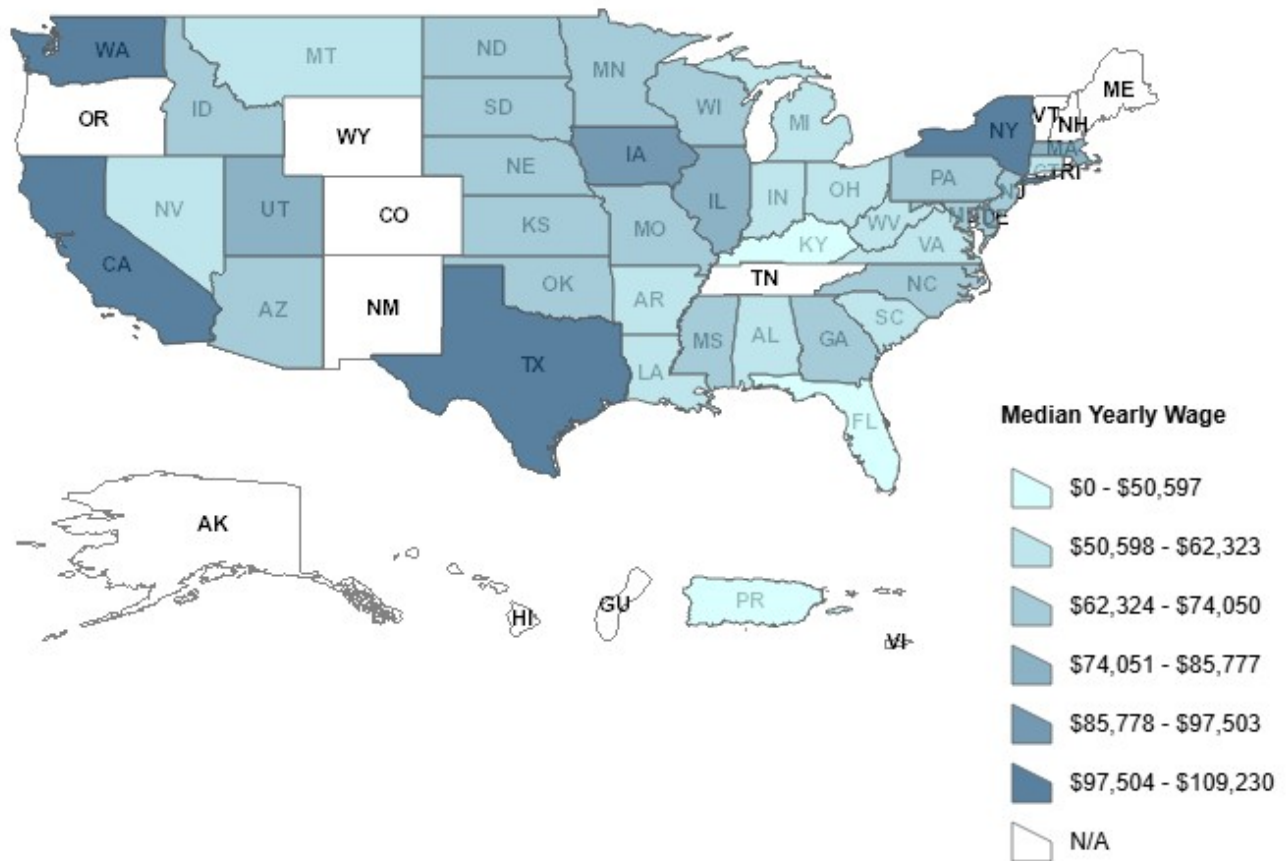 WA
MT
ND
MN
ME
OR
ID
SD
WI
MI
VT
NH
NY
MA
WY
IA
NE
PA
CT
RI
NV
UT
CO
KS
MO
IL
IN
OH
WV
VA
NJ
MD
DE
KY
CA
AZ
NM
OK
AR
TN
NC
SC
TX
LA
MS
AL
GA
FL
AK
HI
GU
PR
VI
Median Yearly Wage
$0 - $50,597
$50,598 - $62,323
$62,324 - $74,050
$74,051 - $85,777
$85,778 - $97,503
$97,504 - $109,230
N/A